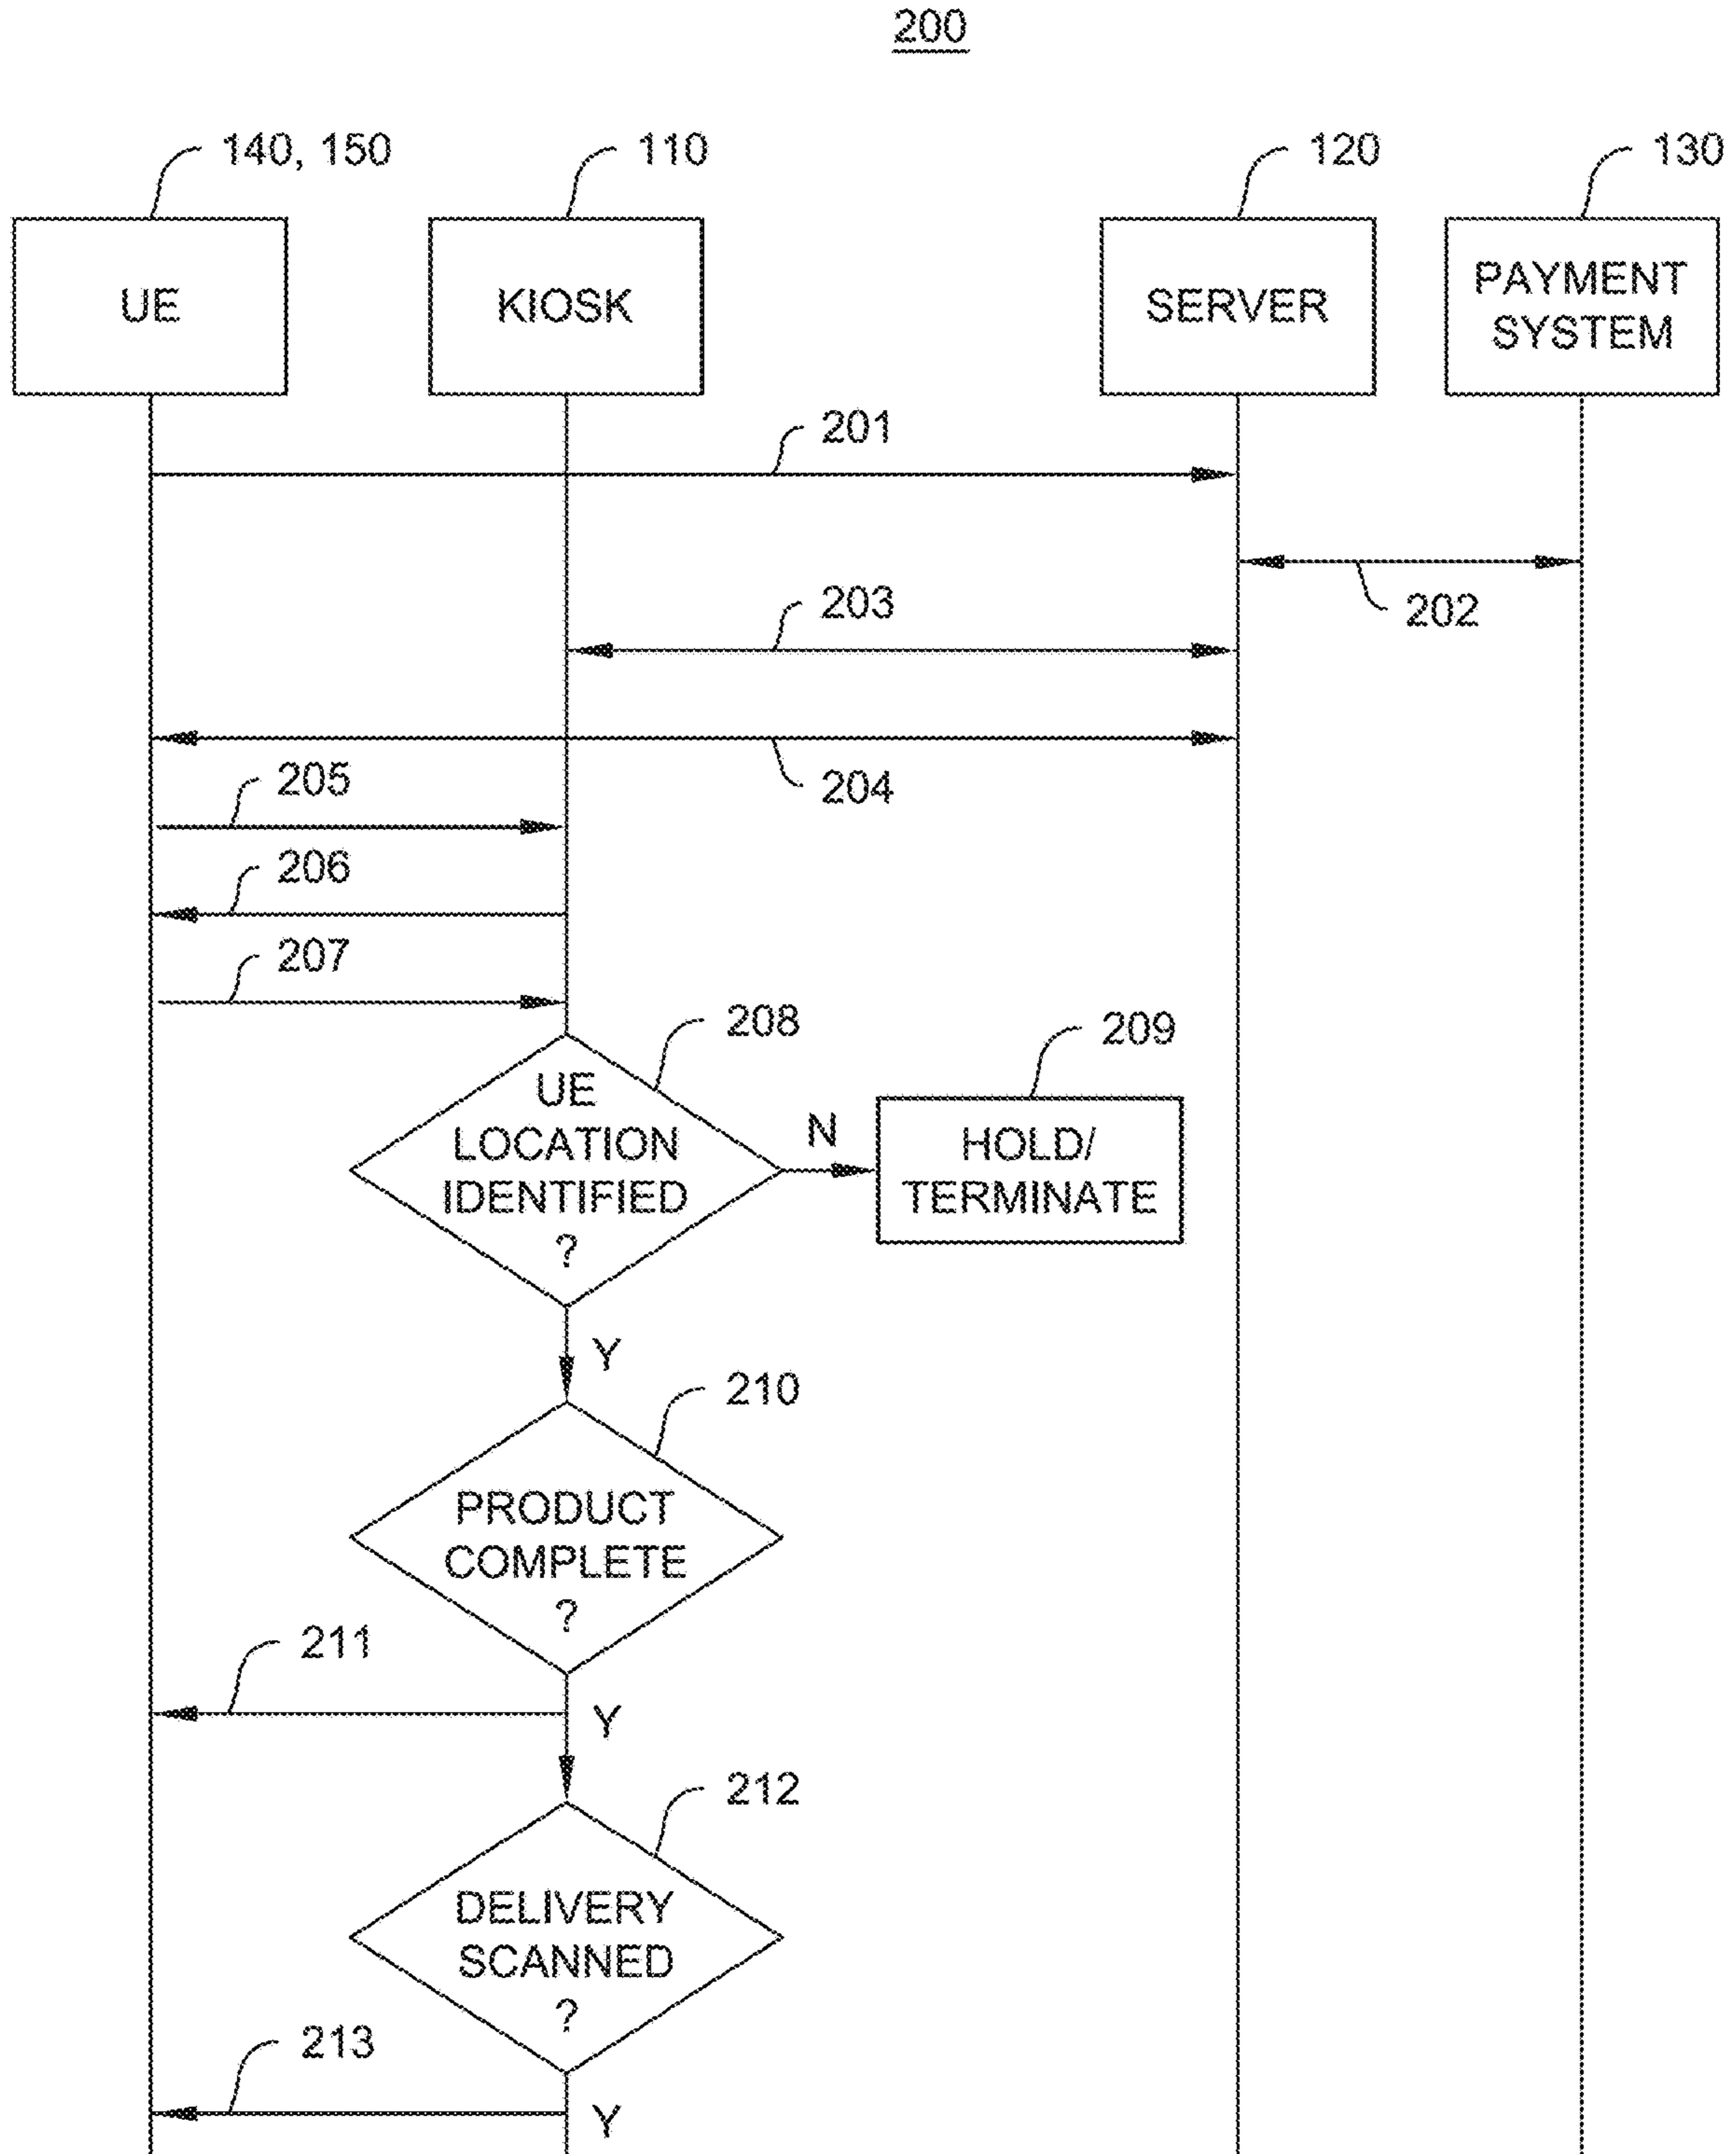 200
140, 150
110
120
130
UE
KIOSK
SERVER
PAYMENT
SYSTEM
201
202
203
204
205
206
207
208
UE
LOCATION
IDENTIFIED
?
N
209
HOLD/
TERMINATE
Y
210
PRODUCT
COMPLETE
?
211
Y
212
DELIVERY
SCANNED
?
213
Y